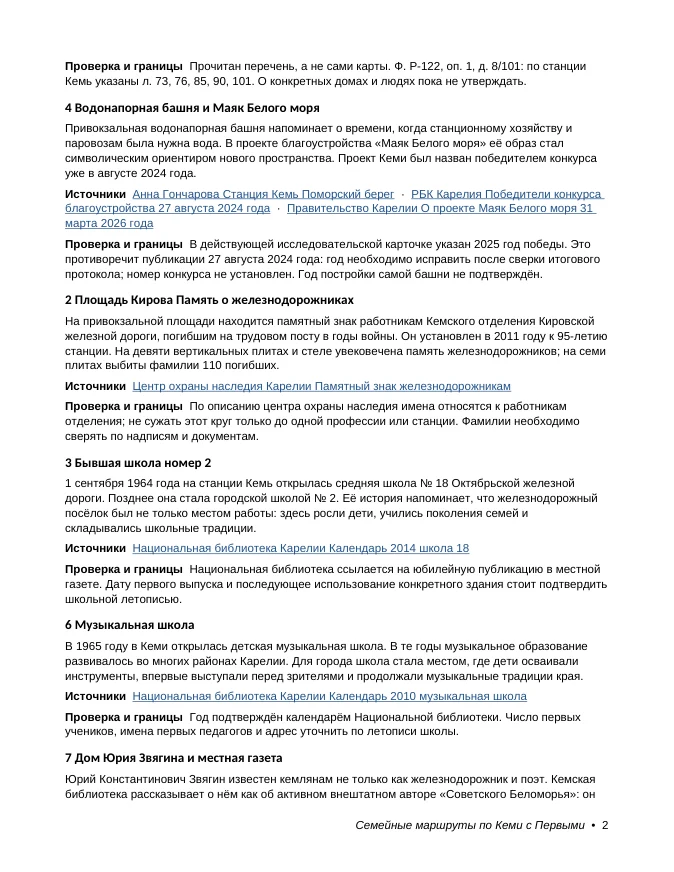 Проверка и границы Прочитан перечень, а не сами карты. Ф. Р-122, оп. 1, д. 8/101: по станции
Кемь указаны л. 73, 76, 85, 90, 101. О конкретных домах и людях пока не утверждать.
4 Водонапорная башня и Маяк Белого моря
Привокзальная водонапорная башня напоминает о времени, когда станционному хозяйству и
паровозам была нужна вода. В проекте благоустройства «Маяк Белого моря» её образ стал
символическим ориентиром нового пространства. Проект Кеми был назван победителем конкурса
уже в августе 2024 года.
Источники Анна Гончарова Станция Кемь Поморский берег · РБК Карелия Победители конкурса
благоустройства 27 августа 2024 года · Правительство Карелии О проекте Маяк Белого моря 31
марта 2026 года
Проверка и границы В действующей исследовательской карточке указан 2025 год победы. Это
противоречит публикации 27 августа 2024 года: год необходимо исправить после сверки итогового
протокола; номер конкурса не установлен. Год постройки самой башни не подтверждён.
2 Площадь Кирова Память о железнодорожниках
На привокзальной площади находится памятный знак работникам Кемского отделения Кировской
железной дороги, погибшим на трудовом посту в годы войны. Он установлен в 2011 году к 95-летию
станции. На девяти вертикальных плитах и стеле увековечена память железнодорожников; на семи
плитах выбиты фамилии 110 погибших.
Источники Центр охраны наследия Карелии Памятный знак железнодорожникам
Проверка и границы По описанию центра охраны наследия имена относятся к работникам
отделения; не сужать этот круг только до одной профессии или станции. Фамилии необходимо
сверять по надписям и документам.
3 Бывшая школа номер 2
1 сентября 1964 года на станции Кемь открылась средняя школа № 18 Октябрьской железной
дороги. Позднее она стала городской школой № 2. Её история напоминает, что железнодорожный
посёлок был не только местом работы: здесь росли дети, учились поколения семей и
складывались школьные традиции.
Источники Национальная библиотека Карелии Календарь 2014 школа 18
Проверка и границы Национальная библиотека ссылается на юбилейную публикацию в местной
газете. Дату первого выпуска и последующее использование конкретного здания стоит подтвердить
школьной летописью.
6 Музыкальная школа
В 1965 году в Кеми открылась детская музыкальная школа. В те годы музыкальное образование
развивалось во многих районах Карелии. Для города школа стала местом, где дети осваивали
инструменты, впервые выступали перед зрителями и продолжали музыкальные традиции края.
Источники Национальная библиотека Карелии Календарь 2010 музыкальная школа
Проверка и границы Год подтверждён календарём Национальной библиотеки. Число первых
учеников, имена первых педагогов и адрес уточнить по летописи школы.
7 Дом Юрия Звягина и местная газета
Юрий Константинович Звягин известен кемлянам не только как железнодорожник и поэт. Кемская
библиотека рассказывает о нём как об активном внештатном авторе «Советского Беломорья»: он
Семейные маршруты по Кеми с Первыми • 2